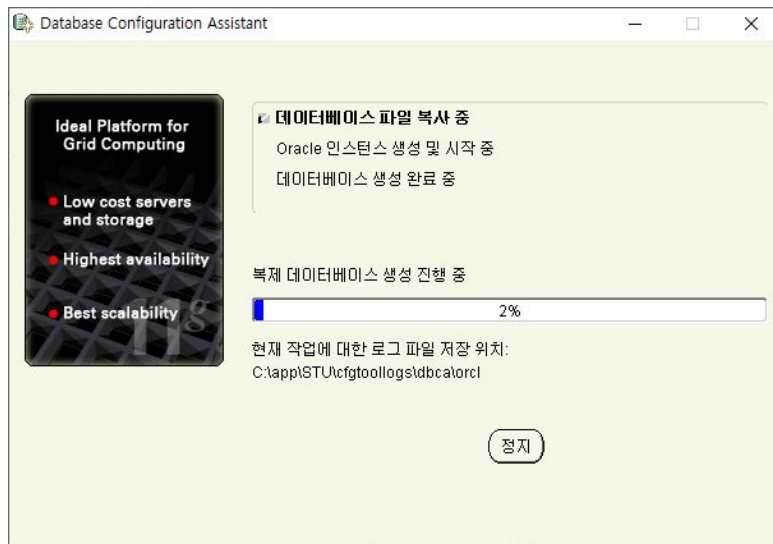 Database Configuration Assistant
Ideal Platform for
Grid Computing
Low cost servers
and storage
Highest availability
Best scalability
11g
데이터베이스 파일 복사 중
Oracle 인스턴스 생성 및 시작 중
데이터베이스 생성 완료 중
복제 데이터베이스 생성 진행 중
2%
현재 작업에 대한 로그 파일 저장 위치:
C:\app\STU\cfgtoollogs\dbca\orcl
정지